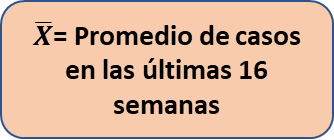 X̅= Promedio de casos
en las últimas 16
semanas